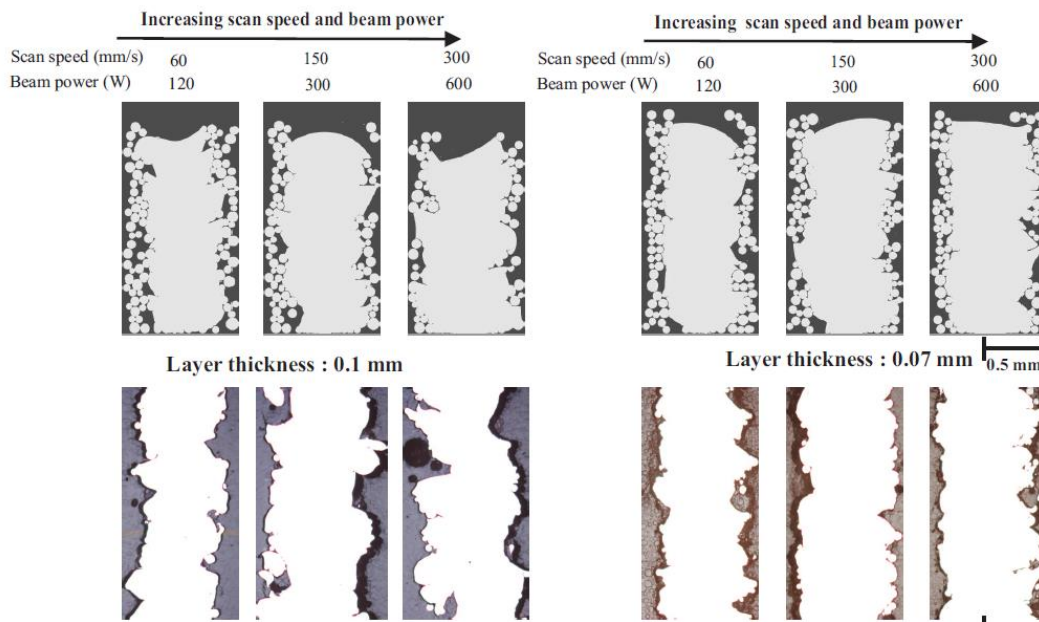 Increasing scan speed and beam power
Scan speed (mm/s) 60 150 300
Beam power (W) 120 300 600
Layer thickness : 0.1 mm
Increasing scan speed and beam power
Scan speed (mm/s) 60 150 300
Beam power (W) 120 300 600
Layer thickness : 0.07 mm
0.5 mm